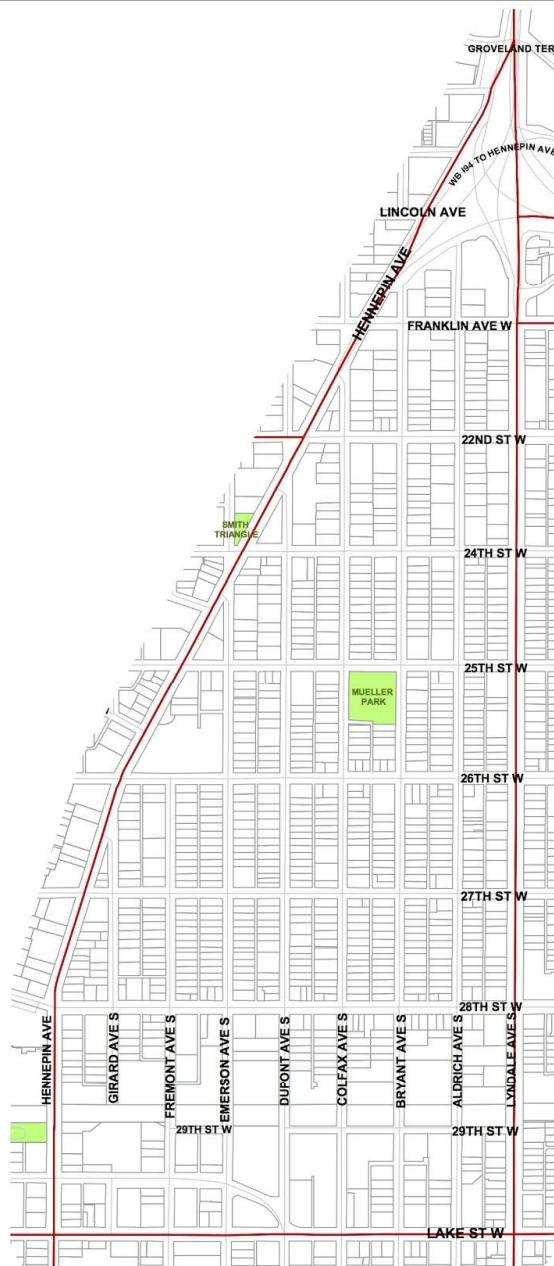 GROVELAND TER
WB I94 TO HENNEPIN AVE
LINCOLN AVE
HENNEPIN AVE
FRANKLIN AVE W
22ND ST W
SMITH
TRIANGLE
24TH ST W
25TH ST W
MUELLER
PARK
26TH ST W
27TH ST W
28TH ST W
HENNEPIN AVE
GIRARD AVE S
FREMONT AVE S
EMERSON AVE S
DUPONT AVE S
COLFAX AVE S
BRYANT AVE S
ALDRICH AVE S
LYNDALE AVE S
29TH ST W
29TH ST W
LAKE ST W